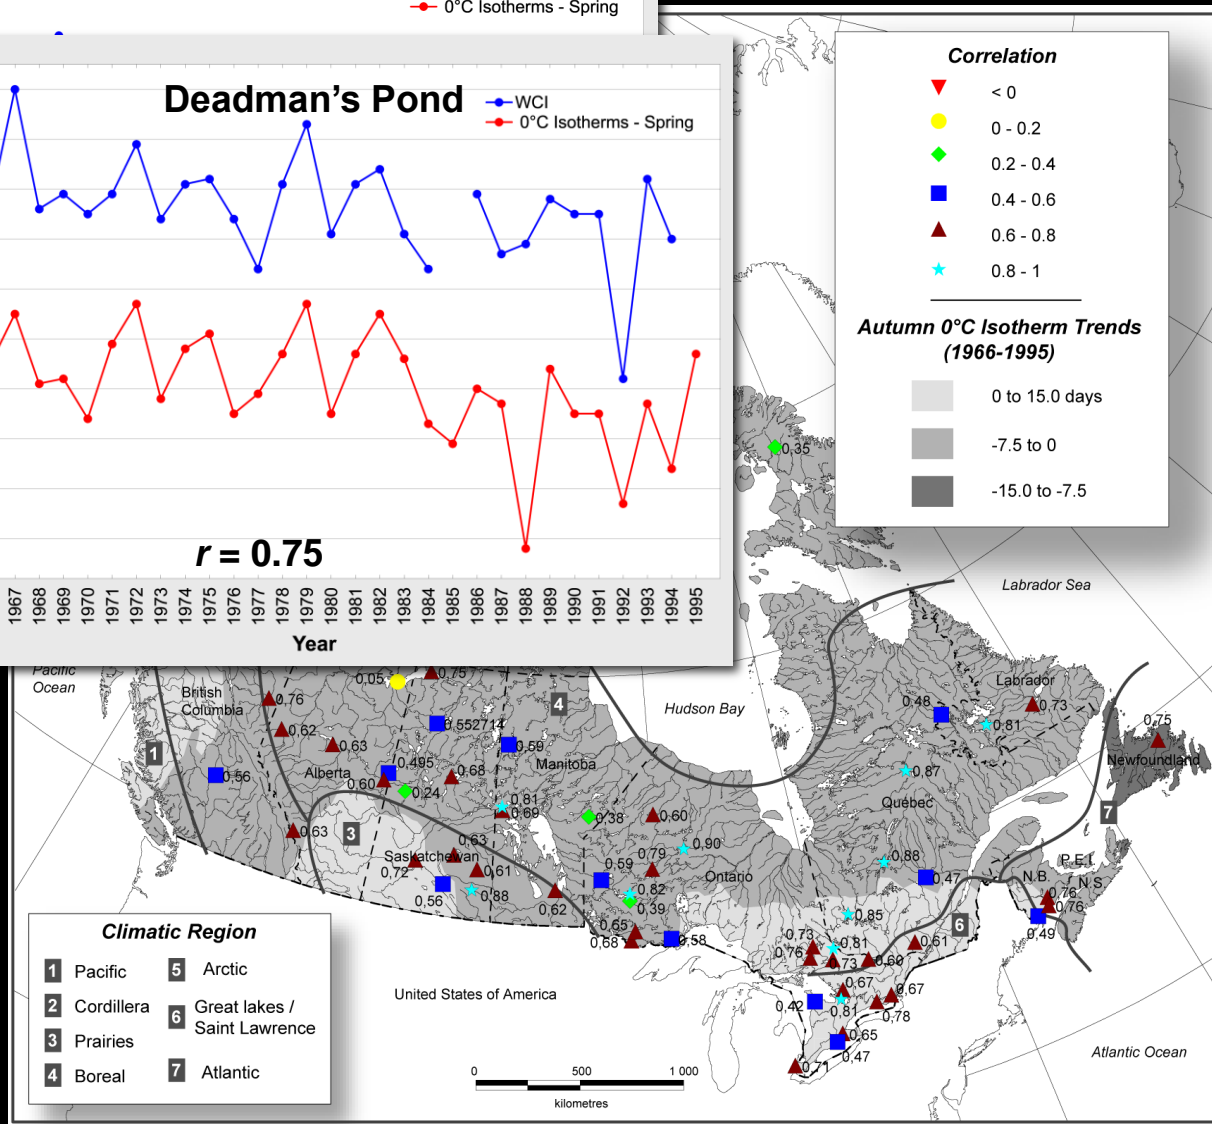 0°C Isotherms - Spring
Deadman's Pond
WCI
0°C Isotherms - Spring
r = 0.75
1967 1968 1969 1970 1971 1972 1973 1974 1975 1976 1977 1978 1979 1980 1981 1982 1983 1984 1985 1986 1987 1988 1989 1990 1991 1992 1993 1994 1995
Year
Correlation
< 0
0 - 0.2
0.2 - 0.4
0.4 - 0.6
0.6 - 0.8
0.8 - 1
Autumn 0°C Isotherm Trends
(1966-1995)
0 to 15.0 days
-7.5 to 0
-15.0 to -7.5
0,35
Labrador Sea
Pacific
Ocean
British
Columbia
0,05
0,75
0,76
0,62
0,63
0,552714
0,59
4
Hudson Bay
0,48
Labrador
0,73
0,81
0,75
Newfoundland
1
0,56
Alberta
0,495
0,60
0,24
0,68
Manitoba
0,81
0,69
0,87
Québec
7
0,63
3
0,38
0,60
0,90
0,63
Saskatchewan
0,72
0,61
0,56
0,88
0,62
0,79
0,59
0,82
0,39
Ontario
0,88
0,47
P.E.I.
N.B.
N.S.
0,76
0,76
0,49
0,65
0,68
0,58
0,85
6
0,73
0,76
0,81
0,73
0,60
0,61
0,67
0,67
0,42
0,81
0,78
0,65
0,47
0,71
Climatic Region
1 Pacific
2 Cordillera
3 Prairies
4 Boreal
5 Arctic
6 Great lakes /
Saint Lawrence
7 Atlantic
United States of America
Atlantic Ocean
0 500 1 000
kilometres